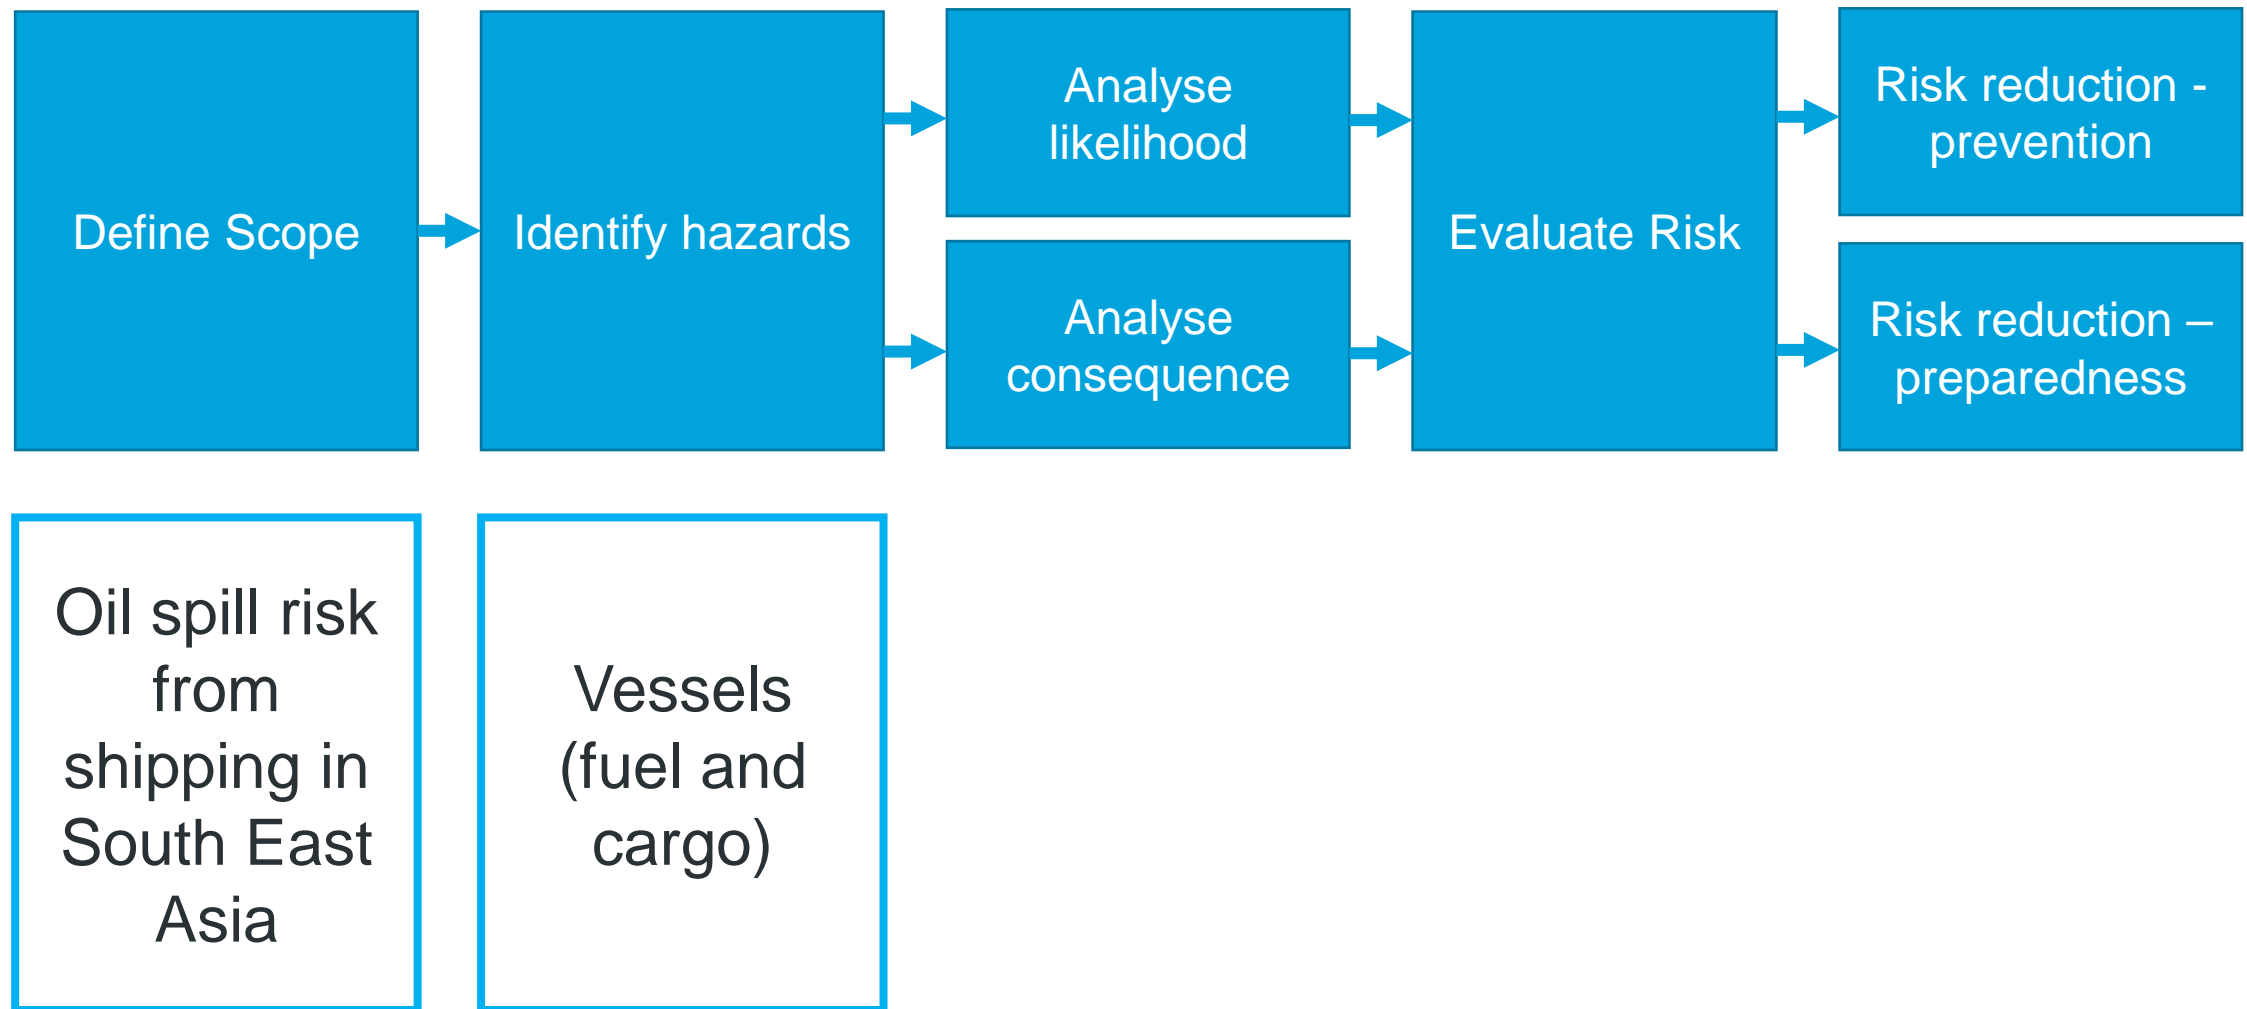 Define Scope
Identify hazards
Analyse
likelihood
Analyse
consequence
Evaluate Risk
Risk reduction -
prevention
Risk reduction –
preparedness
Oil spill risk
from
shipping in
South East
Asia
Vessels
(fuel and
cargo)